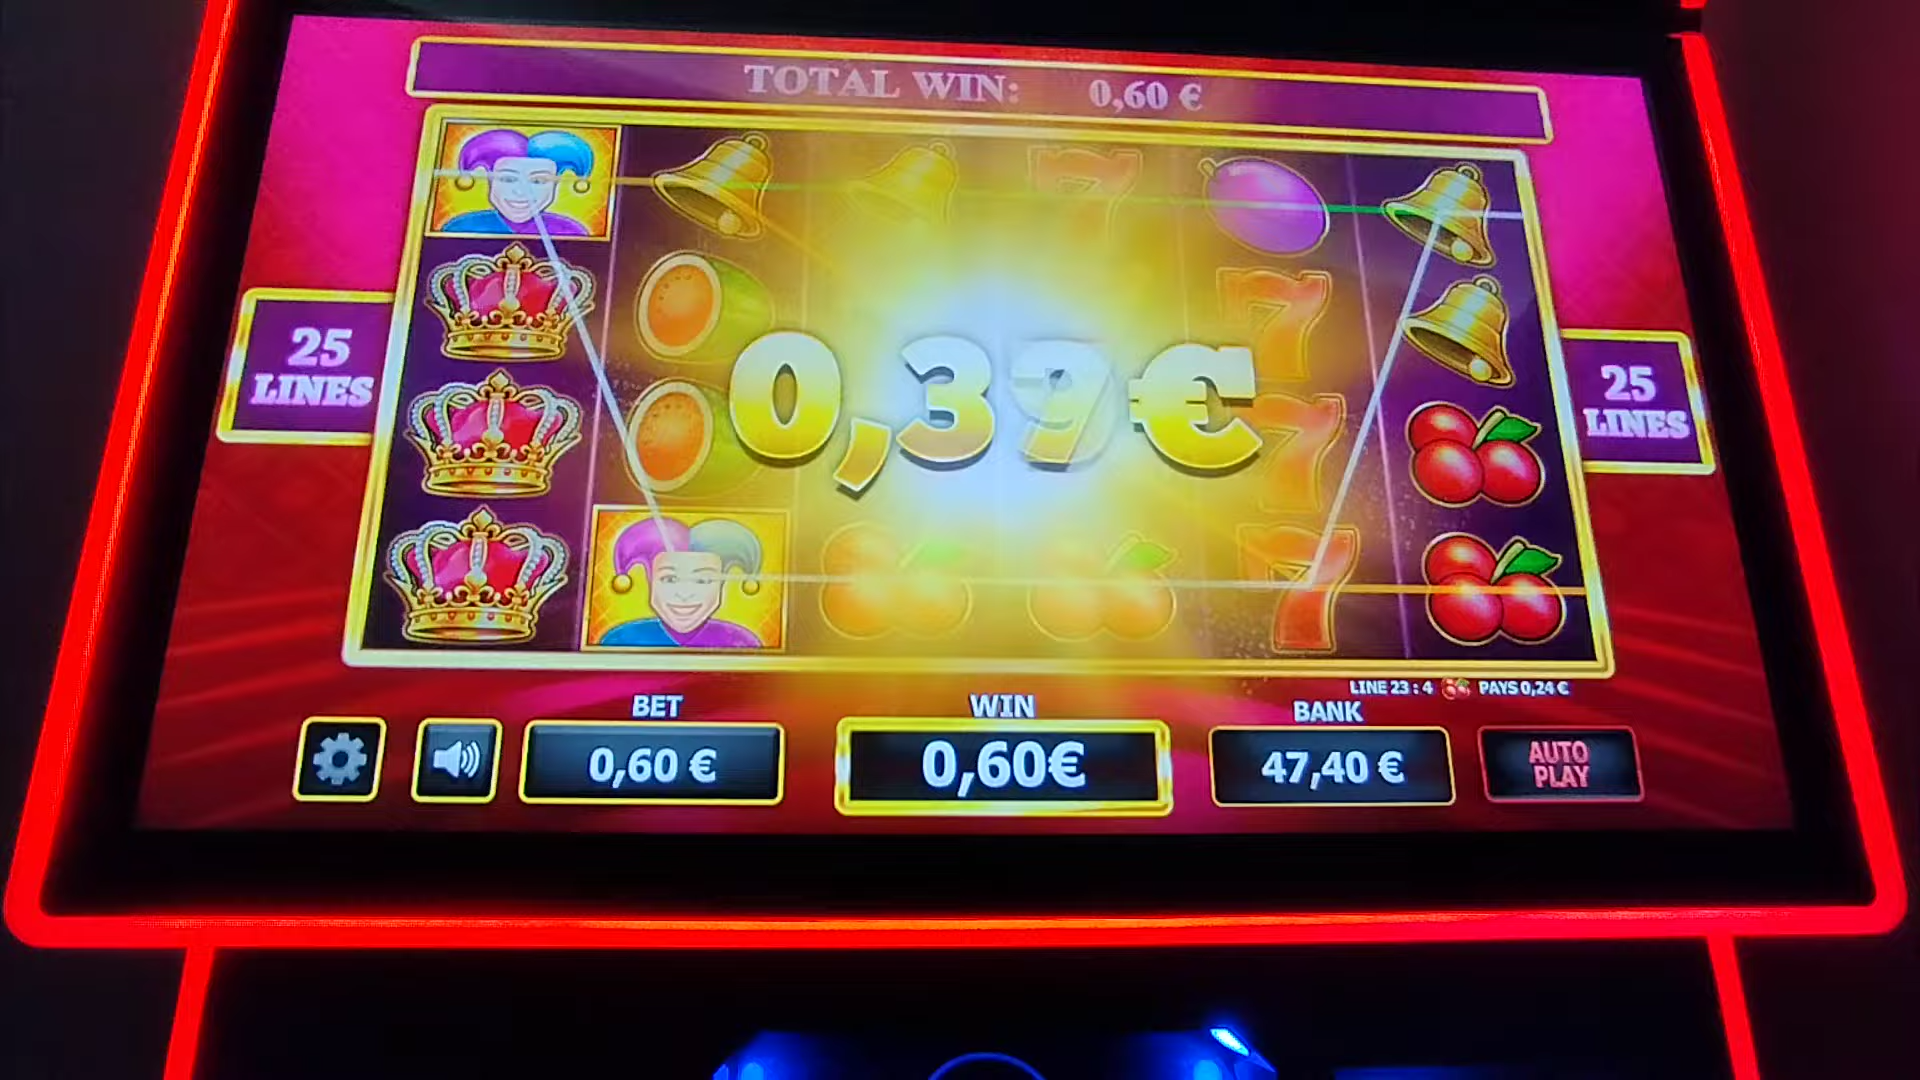 TOTAL WIN: 0,60 €
25
LINES
25
LINES
LINE 23 : 4 PAYS 0,24 €
BET
WIN
BANK
0,60 €
0,60€
47,40 €
AUTO
PLAY